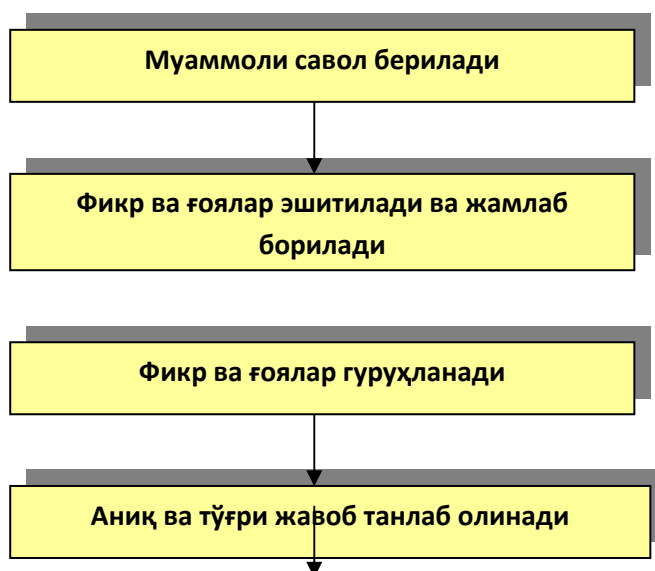 Муаммоли савол берилади
Фикр ва ғоялар эшитилади ва жамлаб
борилади
Фикр ва ғоялар гуруҳланади
Аниқ ва тўғри жавоб танлаб олинади